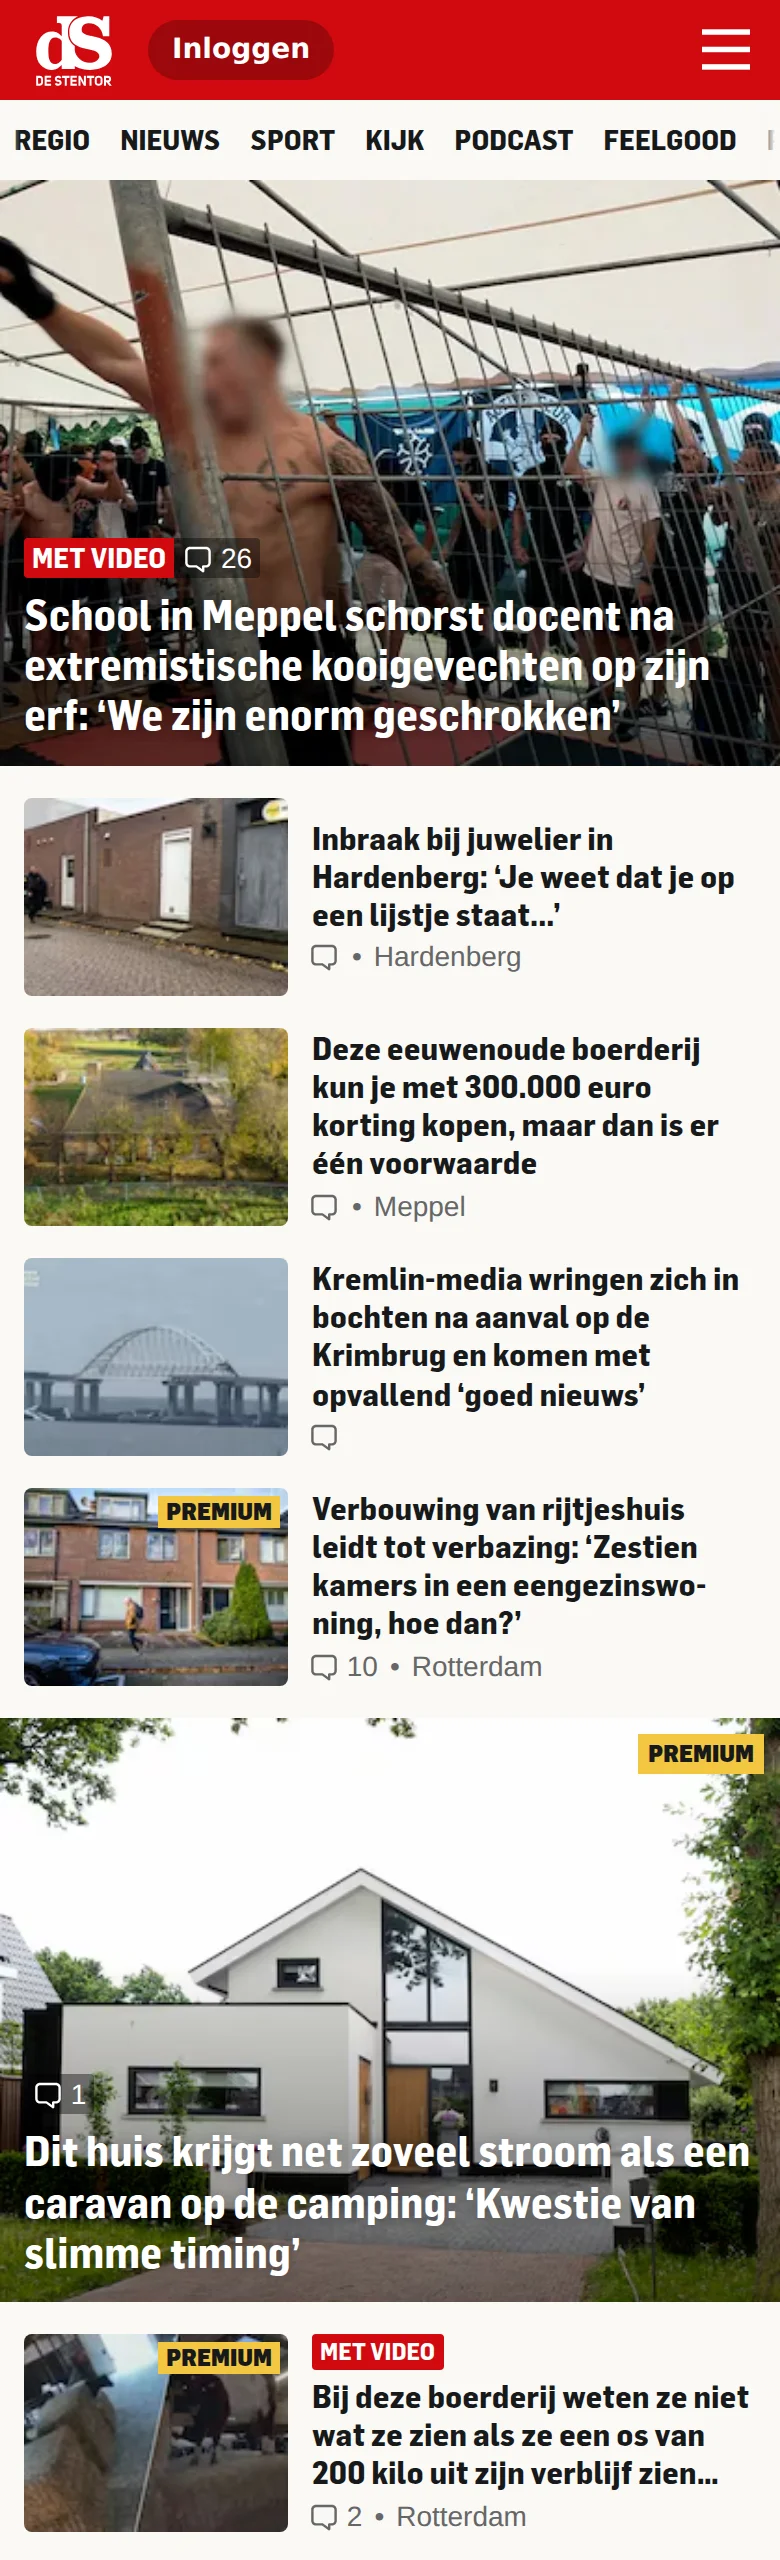 dS
DE STENTOR
Inloggen
REGIO NIEUWS SPORT KIJK PODCAST FEELGOOD
MET VIDEO 26
School in Meppel schorst docent na
extremistische kooigevechten op zijn
erf: ‘We zijn enorm geschrokken’
Inbraak bij juwelier in
Hardenberg: ‘Je weet dat je op
een lijstje staat...’
• Hardenberg
Deze eeuwenoude boerderij
kun je met 300.000 euro
korting kopen, maar dan is er
één voorwaarde
• Meppel
Kremlin-media wringen zich in
bochten na aanval op de
Krimbrug en komen met
opvallend ‘goed nieuws’
PREMIUM
Verbouwing van rijtjeshuis
leidt tot verbazing: ‘Zestien
kamers in een eengezinswo-
ning, hoe dan?’
10 • Rotterdam
PREMIUM
1
Dit huis krijgt net zoveel stroom als een
caravan op de camping: ‘Kwestie van
slimme timing’
PREMIUM
MET VIDEO
Bij deze boerderij weten ze niet
wat ze zien als ze een os van
200 kilo uit zijn verblijf zien...
2 • Rotterdam